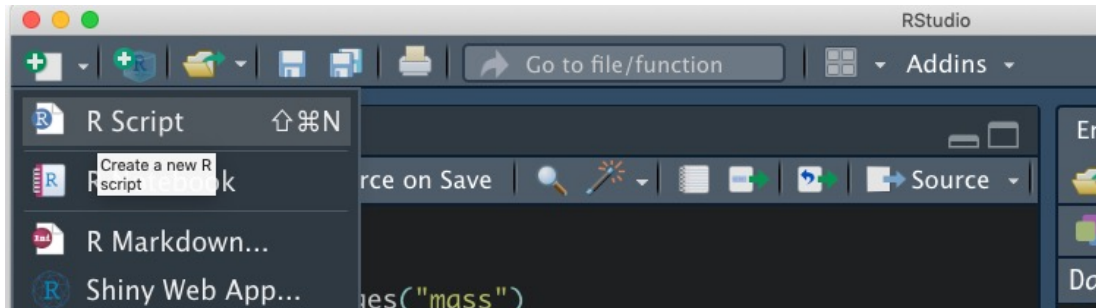 RStudio
Go to file/function
Addins
R Script ⇧⌘N
Create a new R
script
R
k
rce on Save
Source
R Markdown...
Shiny Web App...
ges("mass")